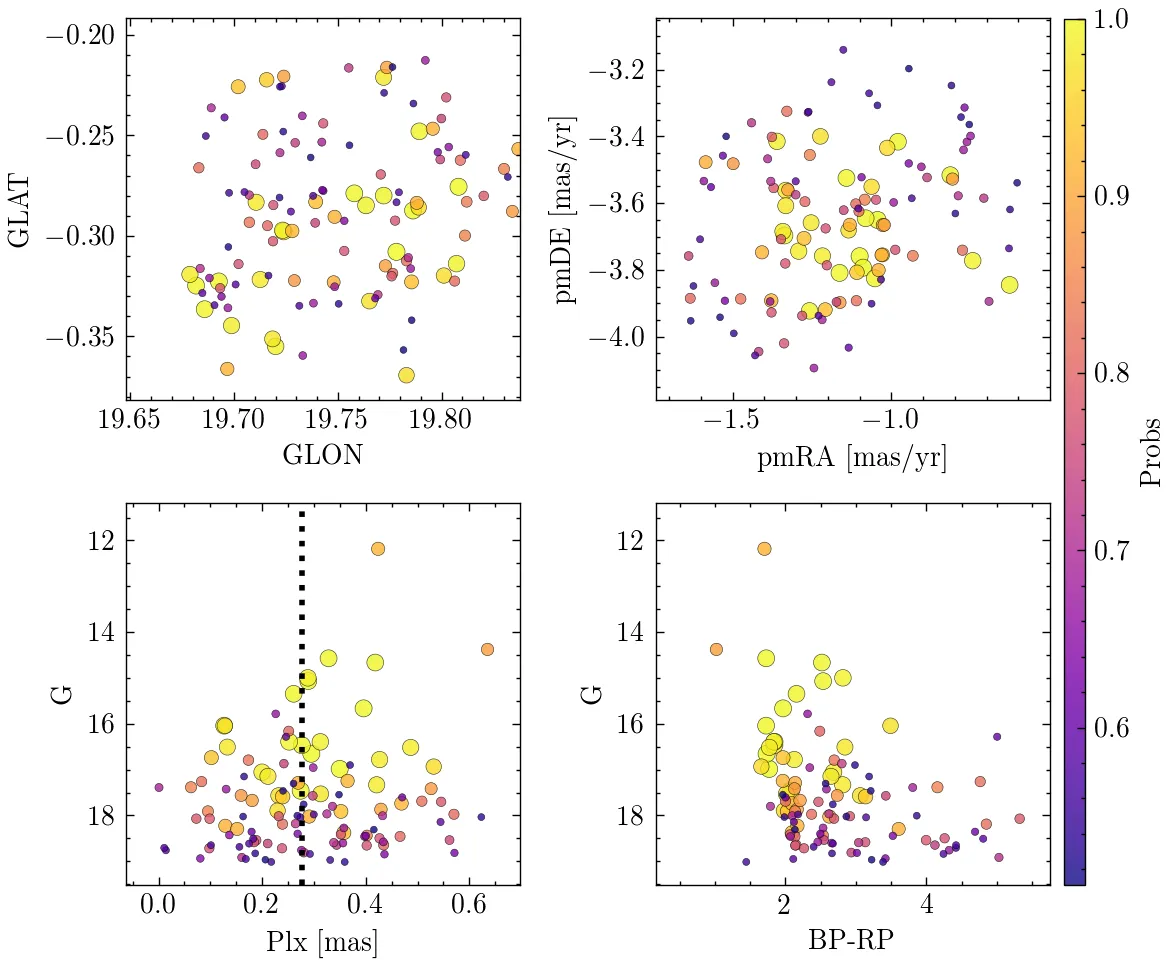 −0.20
−0.25
−0.30
−0.35
GLAT
19.65 19.70 19.75 19.80
GLON
−3.2
−3.4
−3.6
−3.8
−4.0
pmDE [mas/yr]
−1.5 −1.0
pmRA [mas/yr]
1.0
0.9
0.8
0.7
0.6
Probs
12
14
16
18
G
0.0 0.2 0.4 0.6
Plx [mas]
12
14
16
18
G
2 4
BP-RP